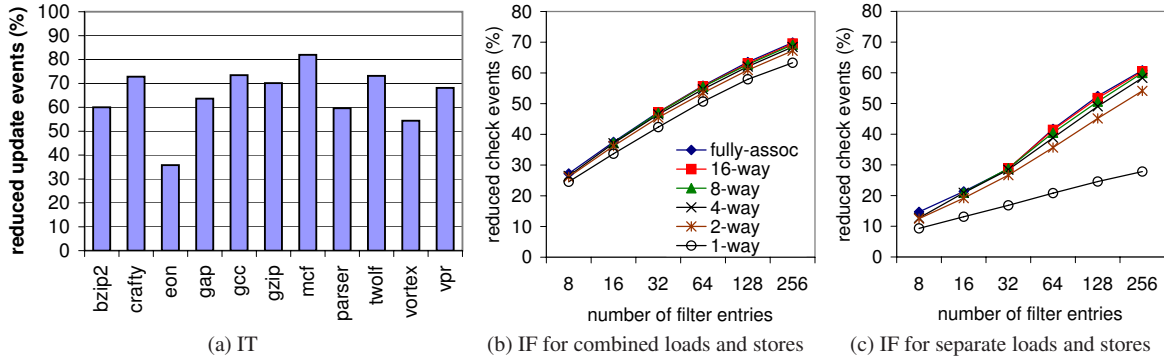 reduced update events (%)
100
90
80
70
60
50
40
30
20
10
0
bzip2
crafty
eon
gap
gcc
gzip
mcf
parser
twolf
vortex
vpr
(a) IT
reduced check events (%)
80
70
60
50
40
30
20
10
0
fully-assoc
16-way
8-way
4-way
2-way
1-way
8 16 32 64 128 256
number of filter entries
(b) IF for combined loads and stores
reduced check events (%)
80
70
60
50
40
30
20
10
0
8 16 32 64 128 256
number of filter entries
(c) IF for separate loads and stores